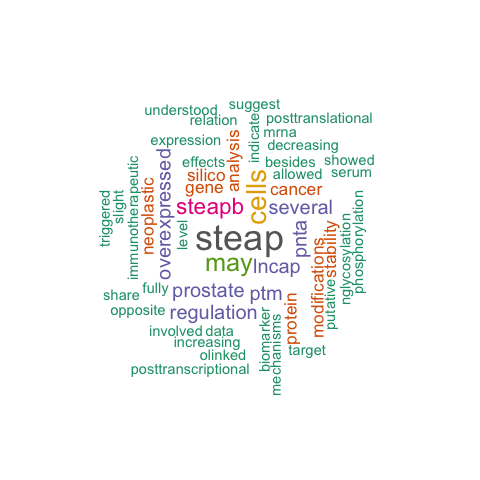 understood
suggest
relation
posttranslational
indicated
mrna
expression
analysis
decreasing
overexpressed
effects
besides
showed
silico
cells
allowed
serum
immunotherapeutic
neoplastic
gene
cancer
triggered
slight
steapb
several
level
steap
pnta
stability
nglycosylation
phosphorylation
may
lncap
modifications
putative
fully
prostate
ptm
share
protein
opposite
regulation
involved
data
biomarker
mechanisms
increasing
olinked
target
posttranscriptional